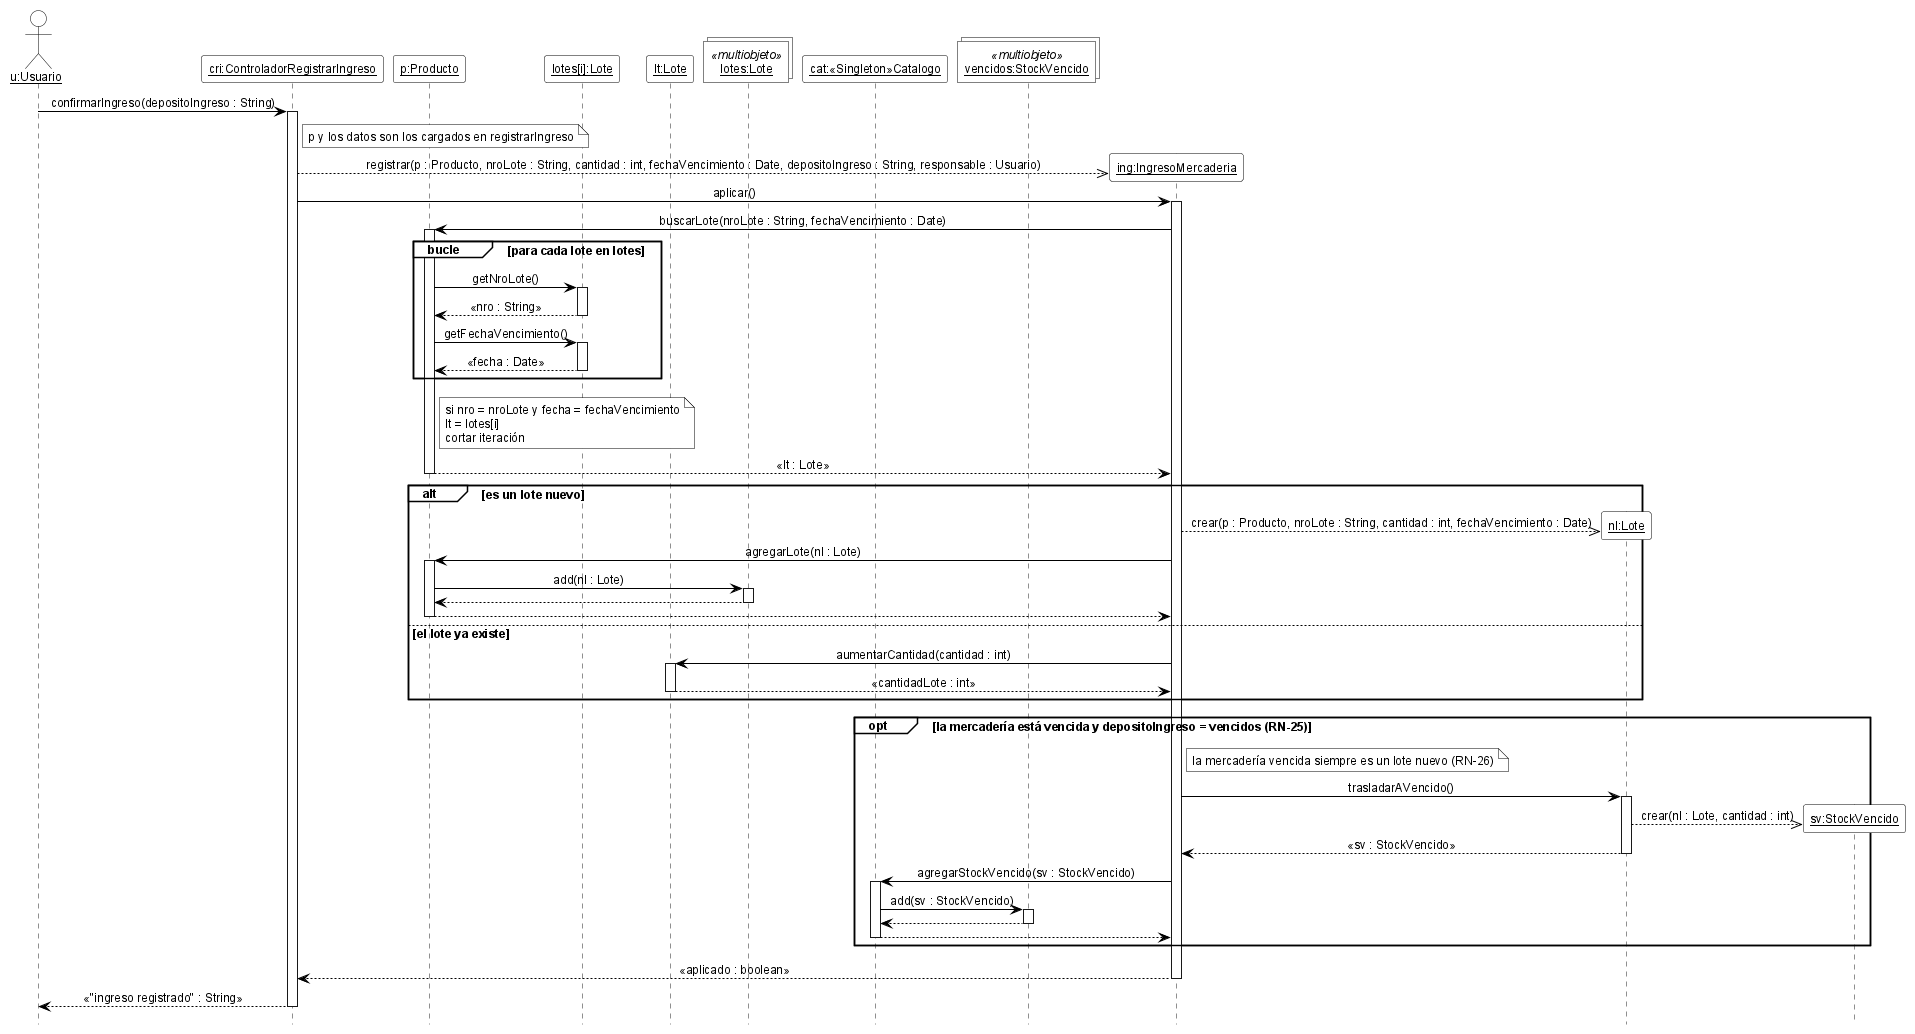 «multiobjeto»
«multiobjeto»
u:Usuario
cri:ControladorRegistrarIngreso
p:Producto
lotes[i]:Lote
lt:Lote
lotes:Lote
cat:«Singleton»Catalogo
vencidos:StockVencido
confirmarIngreso(depositoIngreso : String)
p y los datos son los cargados en registrarIngreso
registrar(p : Producto, nroLote : String, cantidad : int, fechaVencimiento : Date, depositoIngreso : String, responsable : Usuario)
ing:IngresoMercaderia
aplicar()
buscarLote(nroLote : String, fechaVencimiento : Date)
bucle
[para cada lote en lotes]
getNroLote()
«nro : String»
getFechaVencimiento()
«fecha : Date»
si nro = nroLote y fecha = fechaVencimiento
lt = lotes[i]
cortar iteración
«lt : Lote»
alt
[es un lote nuevo]
crear(p : Producto, nroLote : String, cantidad : int, fechaVencimiento : Date)
nl:Lote
agregarLote(nl : Lote)
add(nl : Lote)
[el lote ya existe]
aumentarCantidad(cantidad : int)
«cantidadLote : int»
opt
[la mercadería está vencida y depositoIngreso = vencidos (RN-25)]
la mercadería vencida siempre es un lote nuevo (RN-26)
trasladarAVencido()
crear(nl : Lote, cantidad : int)
sv:StockVencido
«sv : StockVencido»
agregarStockVencido(sv : StockVencido)
add(sv : StockVencido)
«aplicado : boolean»
«"ingreso registrado" : String»